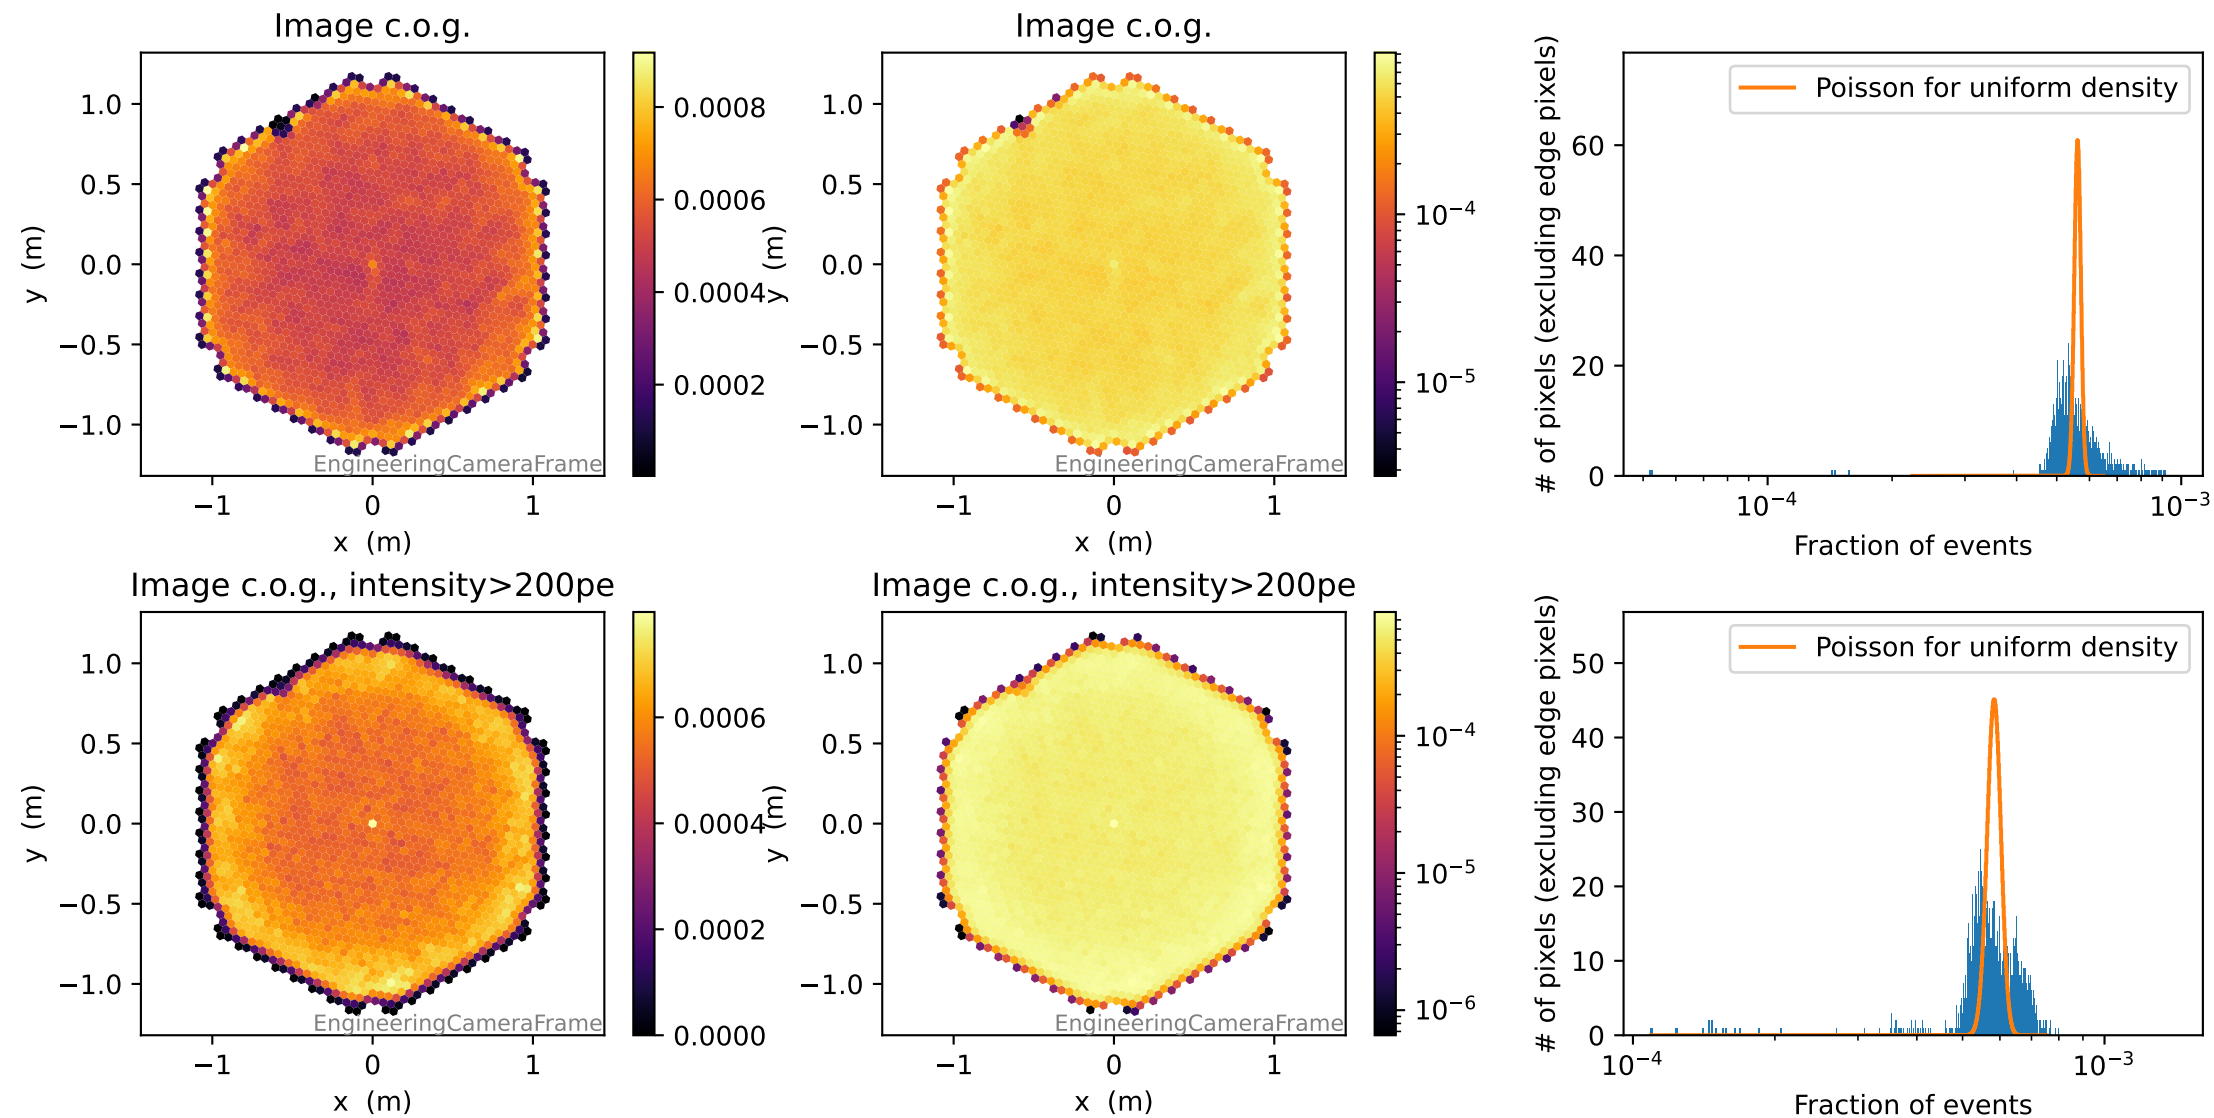 Image c.o.g.
1.0
0.5
0.0
−0.5
−1.0
y (m)
−1
0
1
x (m)
EngineeringCameraFrame
0.0008
0.0006
0.0004
0.0002
Image c.o.g.
1.0
0.5
0.0
−0.5
−1.0
y (m)
−1
0
1
x (m)
EngineeringCameraFrame
10⁻⁴
10⁻⁵
# of pixels (excluding edge pixels)
60
40
20
0
Poisson for uniform density
10⁻⁴
10⁻³
Fraction of events
Image c.o.g., intensity>200pe
1.0
0.5
0.0
−0.5
−1.0
y (m)
−1
0
1
x (m)
EngineeringCameraFrame
0.0006
0.0004
0.0002
0.0000
Image c.o.g., intensity>200pe
1.0
0.5
0.0
−0.5
−1.0
y (m)
−1
0
1
x (m)
EngineeringCameraFrame
10⁻⁴
10⁻⁵
10⁻⁶
# of pixels (excluding edge pixels)
50
40
30
20
10
0
Poisson for uniform density
10⁻⁴
10⁻³
Fraction of events